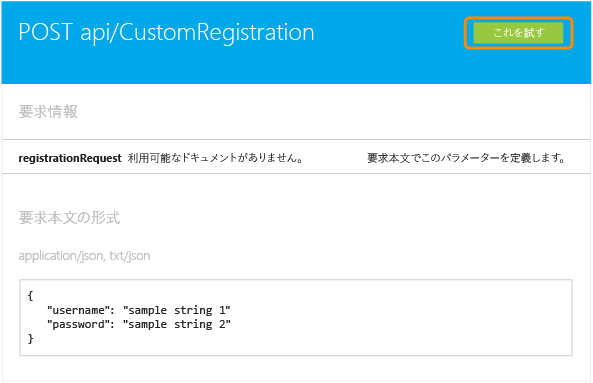 POST api/CustomRegistration
これを試す
要求情報
registrationRequest 利用可能なドキュメントがありません。 要求本文でこのパラメーターを定義します。
要求本文の形式
application/json, txt/json
{
"username": "sample string 1"
"password": "sample string 2"
}